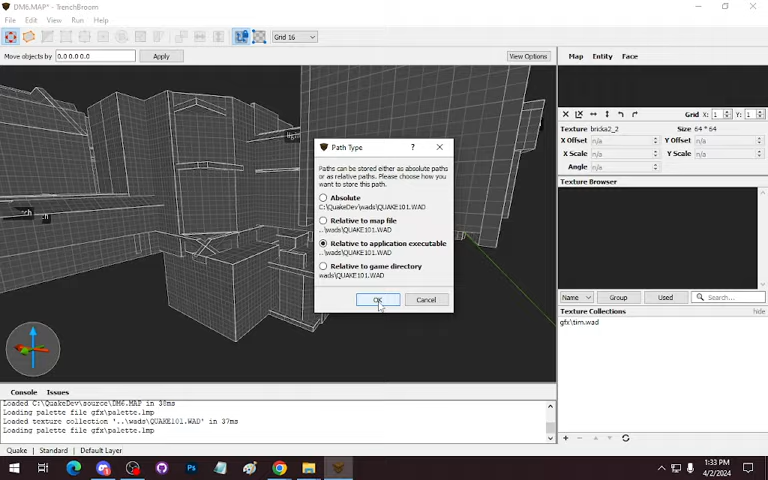 DM6.MAP* - TrenchBroom
File Edit View Run Help
Grid 16
Move objects by 0.0 0.0 0.0 Apply View Options
Map Entity Face
Grid X: 1 Y: 1
Texture bricka2_2 Size 64 * 64
X Offset n/a Y Offset n/a
X Scale n/a Y Scale n/a
Angle n/a
Texture Browser
Path Type ?
Paths can be stored either as absolute paths
or as relative paths. Please choose how you
want to store this path.
Absolute
C:\QuakeDev\wads\QUAKE101.WAD
Relative to map file
..\wads\QUAKE101.WAD
Relative to application executable
..\wads\QUAKE101.WAD
Relative to game directory
wads\QUAKE101.WAD
OK Cancel
Name Group Used Search...
Texture Collections hide
gfx\tim.wad
Console Issues
Loaded C:\QuakeDev\source\DM6.MAP in 38ms
Loading palette file gfx\palette.lmp
Loaded texture collection '..\wads\QUAKE101.WAD' in 37ms
Loading palette file gfx\palette.lmp
Quake Standard Default Layer
Ps
1:33 PM
4/2/2024